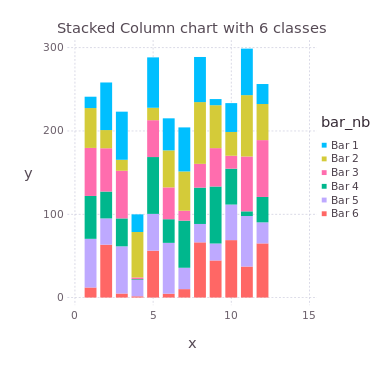 Stacked Column chart with 6 classes
300
200
100
0
y
0
5
10
15
x
bar_nb
Bar 1
Bar 2
Bar 3
Bar 4
Bar 5
Bar 6